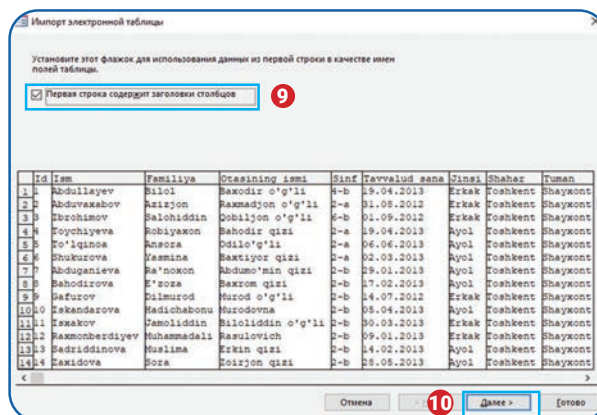 Импорт электронной таблицы
Установите этот флажок для использования данных из первой строки в качестве имен
полей таблицы.
Первая строка содержит заголовки столбцов
9
Id Ism Familiya Otasining ismi Sinf Tavvalud sana Jinsi Shahar Tuman
1 1 Abdullayev Bilol Baxodir o'g'li 4-b 19.04.2013 Erkak Toshkent Shayxont
2 2 Abduvaxabov Azizjon Raxmadjon o'g'li 2-a 31.08.2012 Erkak Toshkent Shayxont
3 3 Ibrohimov Salohiddin Qobiljon o'g'li 6-b 01.09.2012 Erkak Toshkent Shayxont
4 4 Toychiyeva Robiyaxon Bahodir qizi 2-a 19.04.2013 Ayol Toshkent Shayxont
5 5 To'lqinoa Ansora Odilo'g'li 2-a 06.06.2013 Ayol Toshkent Shayxont
6 6 Shukurova Yasmina Baxtiyor qizi 2-a 02.03.2013 Ayol Toshkent Shayxont
7 7 Abduganieva Ra'noxon Abdumo'min qizi 2-b 29.01.2013 Ayol Toshkent Shayxont
8 8 Bahodirova E'zoza Baxrom qizi 2-b 17.02.2013 Ayol Toshkent Shayxont
9 9 Gafurov Dilmurod Murod o'g'li 2-b 14.07.2012 Erkak Toshkent Shayxont
10 10 Iskandarova Hadichabonu Murodovna 2-b 05.04.2013 Ayol Toshkent Shayxont
11 11 Isxakov Jamoliddin Biloliddin o'g'li 2-b 30.03.2013 Erkak Toshkent Shayxont
12 12 Raxmonberdiyev Muhammadali Rasulovich 2-b 09.01.2013 Erkak Toshkent Shayxont
13 13 Sadriddinova Muslima Erkin qizi 2-b 14.02.2013 Ayol Toshkent Shayxont
14 14 Zaxidova Sora Zoirjon qizi 2-b 28.05.2013 Ayol Toshkent Shayxont
Отмена 10 Далее > Готово